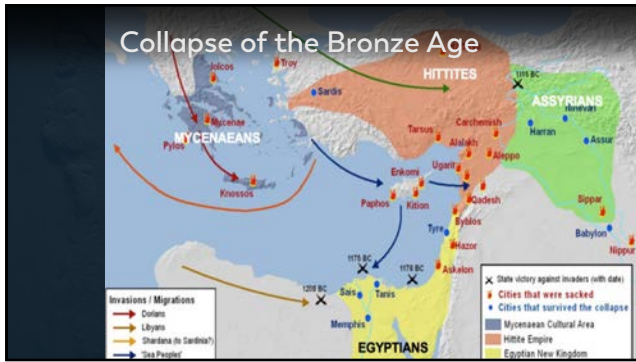 Collapse of the Bronze Age
HITTITES
Troy
Iolcos
Sardis
1115 BC
ASSYRIANS
Nineveh
Mycenae
MYCENAEANS
Pylos
Tarsus
Carchemish
Harran
Alalakh
Aleppo
Assur
Ugarit
Enkomi
Knossos
Paphos
Kition
Qadesh
Sippar
Byblos
Tyre
Babylon
Hazor
Nippur
1175 BC
1178 BC
Askelon
1208 BC
Sais
Tanis
Memphis
EGYPTIANS
Invasions / Migrations
Dorians
Libyans
Shardana (to Sardinia?)
'Sea Peoples'
State victory against invaders (with date)
Cities that were sacked
Cities that survived the collapse
Mycenaean Cultural Area
Hittite Empire
Egyptian New Kingdom